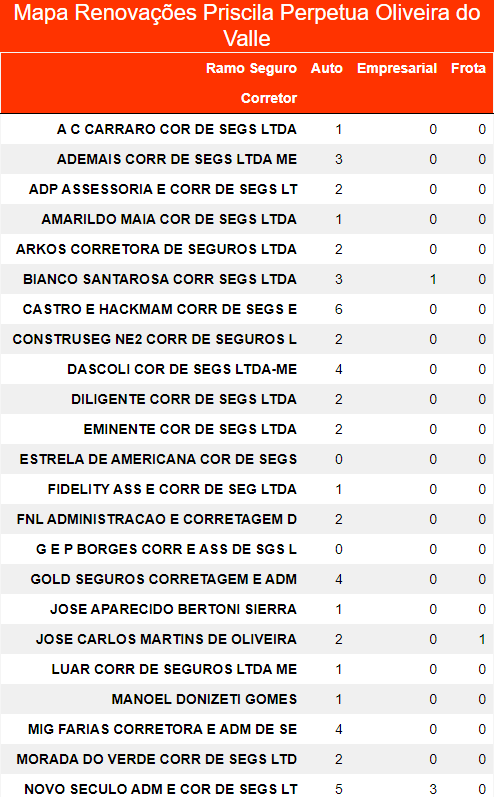 Mapa Renovações Priscila Perpetua Oliveira do
Valle
Ramo Seguro Auto Empresarial Frota
Corretor
A C CARRARO COR DE SEGS LTDA 1 0 0
ADEMAIS CORR DE SEGS LTDA ME 3 0 0
ADP ASSESSORIA E CORR DE SEGS LT 2 0 0
AMARILDO MAIA COR DE SEGS LTDA 1 0 0
ARKOS CORRETORA DE SEGUROS LTDA 2 0 0
BIANCO SANTAROSA CORR SEGS LTDA 3 1 0
CASTRO E HACKMAM CORR DE SEGS E 6 0 0
CONSTRUSEG NE2 CORR DE SEGUROS L 2 0 0
DASCOLI COR DE SEGS LTDA-ME 4 0 0
DILIGENTE CORR DE SEGS LTDA 2 0 0
EMINENTE COR DE SEGS LTDA 2 0 0
ESTRELA DE AMERICANA COR DE SEGS 0 0 0
FIDELITY ASS E CORR DE SEG LTDA 1 0 0
FNL ADMINISTRACAO E CORRETAGEM D 2 0 0
G E P BORGES CORR E ASS DE SGS L 0 0 0
GOLD SEGUROS CORRETAGEM E ADM 4 0 0
JOSE APARECIDO BERTONI SIERRA 1 0 0
JOSE CARLOS MARTINS DE OLIVEIRA 2 0 1
LUAR CORR DE SEGUROS LTDA ME 1 0 0
MANOEL DONIZETI GOMES 1 0 0
MIG FARIAS CORRETORA E ADM DE SE 4 0 0
MORADA DO VERDE CORR DE SEGS LTD 2 0 0
NOVO SECULO ADM E COR DE SEGS LT 5 3 0